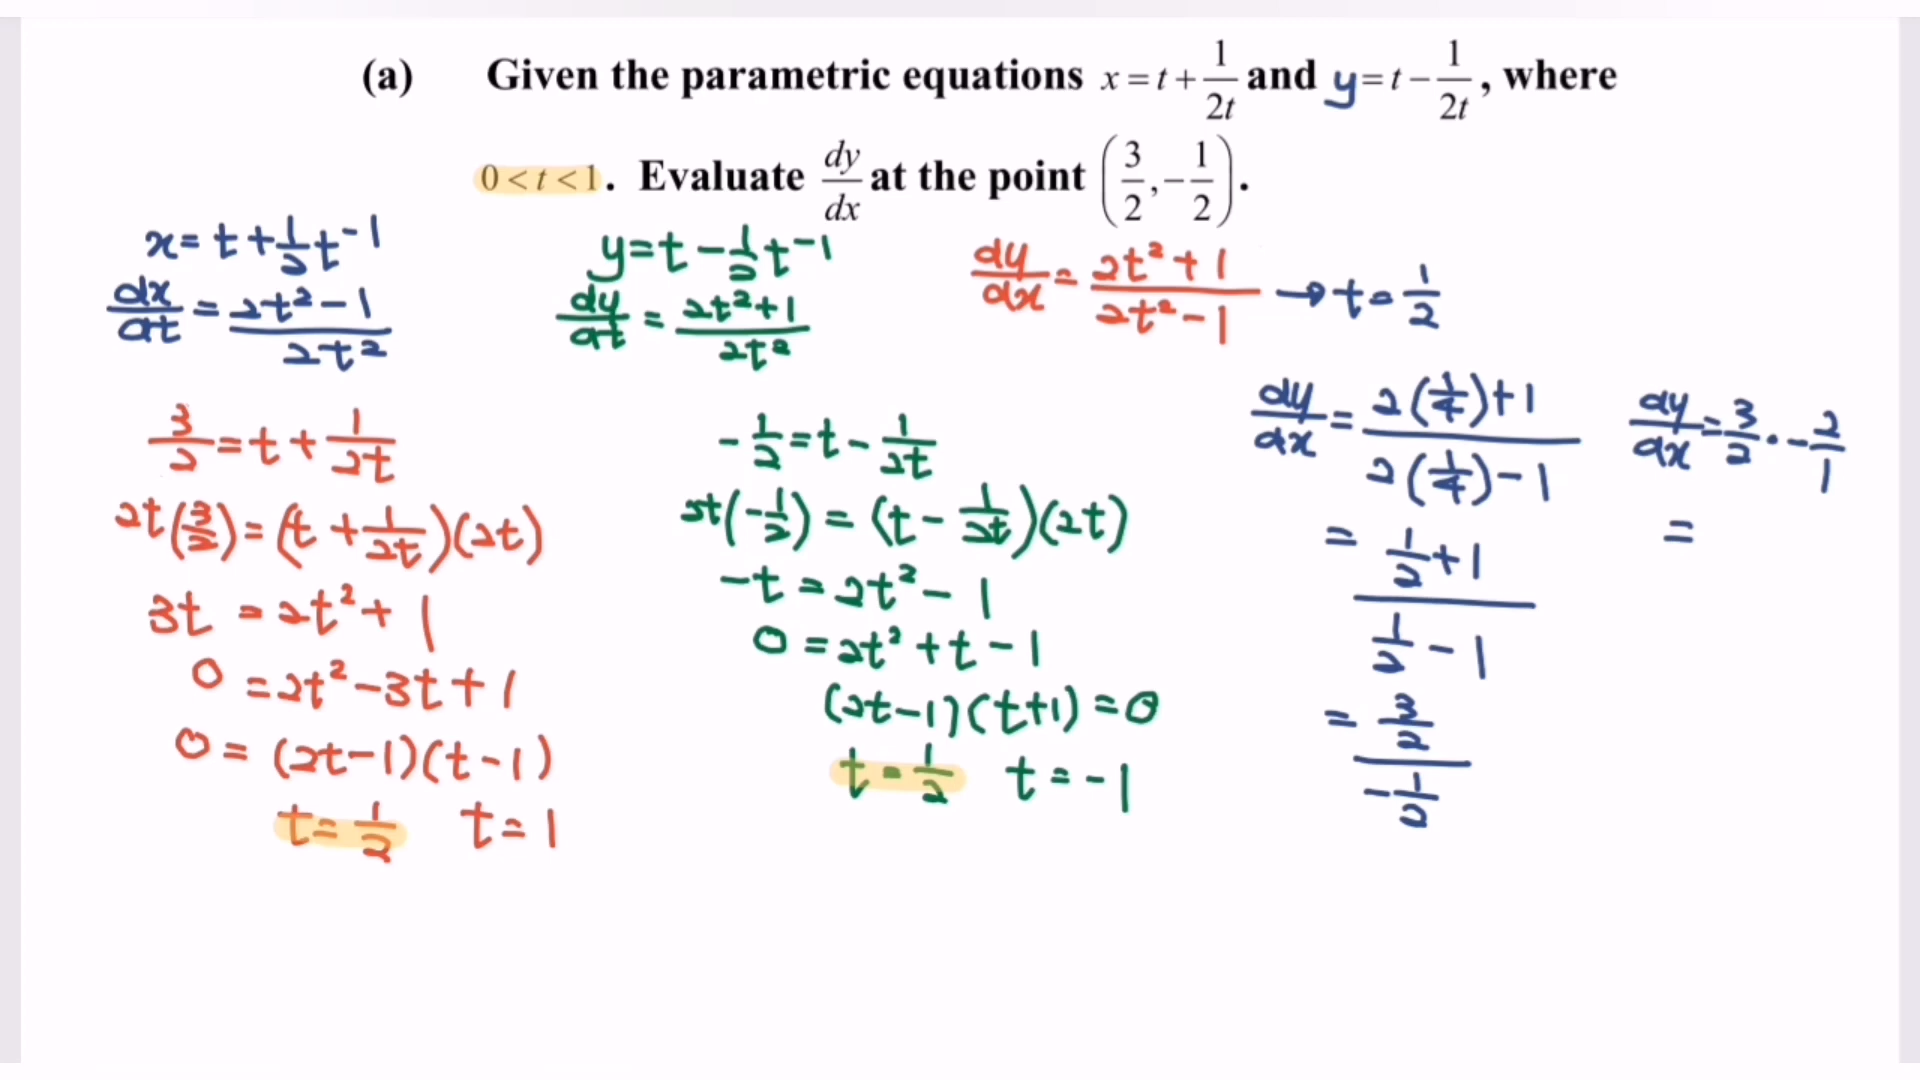 (a) Given the parametric equations x = t + 1/2t and y = t − 1/2t, where
0 < t < 1. Evaluate dy/dx at the point (3/2, −1/2).
x = t + 1/2 t^-1
dx/dt = (2t² − 1)/2t²
3/2 = t + 1/2t
2t(3/2) = (t + 1/2t)(2t)
3t = 2t² + 1
0 = 2t² − 3t + 1
0 = (2t − 1)(t − 1)
t = 1/2 t = 1
y = t − 1/2 t^-1
dy/dt = (2t² + 1)/2t²
−1/2 = t − 1/2t
2t(−1/2) = (t − 1/2t)(2t)
−t = 2t² − 1
0 = 2t² + t − 1
(2t − 1)(t + 1) = 0
t = 1/2 t = −1
dy/dx = (2t² + 1)/(2t² − 1) → t = 1/2
dy/dx = (2(1/4) + 1)/(2(1/4) − 1)
= (1/2 + 1)/(1/2 − 1)
= (3/2)/(−1/2)
dy/dx = 3/2 · −2/1
=